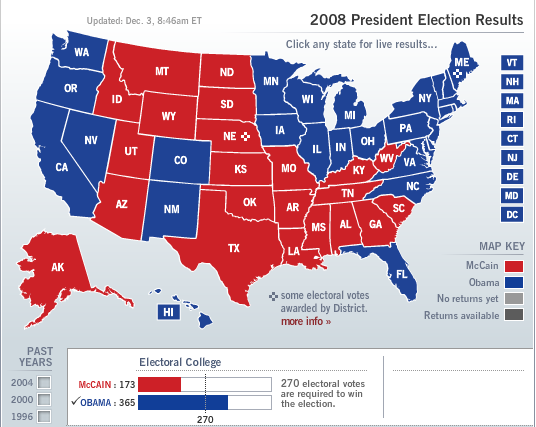 Updated: Dec. 3, 8:46am ET
2008 President Election Results
Click any state for live results...
WA
MT
ND
MN
ME
VT
OR
ID
SD
WI
MI
NY
NH
WY
MA
NE
IA
PA
RI
NV
UT
CO
KS
MO
IL
IN
OH
WV
VA
CT
CA
KY
NJ
AZ
NM
OK
AR
TN
NC
DE
TX
LA
MS
AL
GA
SC
MD
DC
FL
AK
HI
MAP KEY
McCain
Obama
No returns yet
Returns available
some electoral votes
awarded by District.
more info »
PAST
YEARS
2004
2000
1996
Electoral College
McCAIN : 173
✓OBAMA : 365
270
270 electoral votes
are required to win
the election.